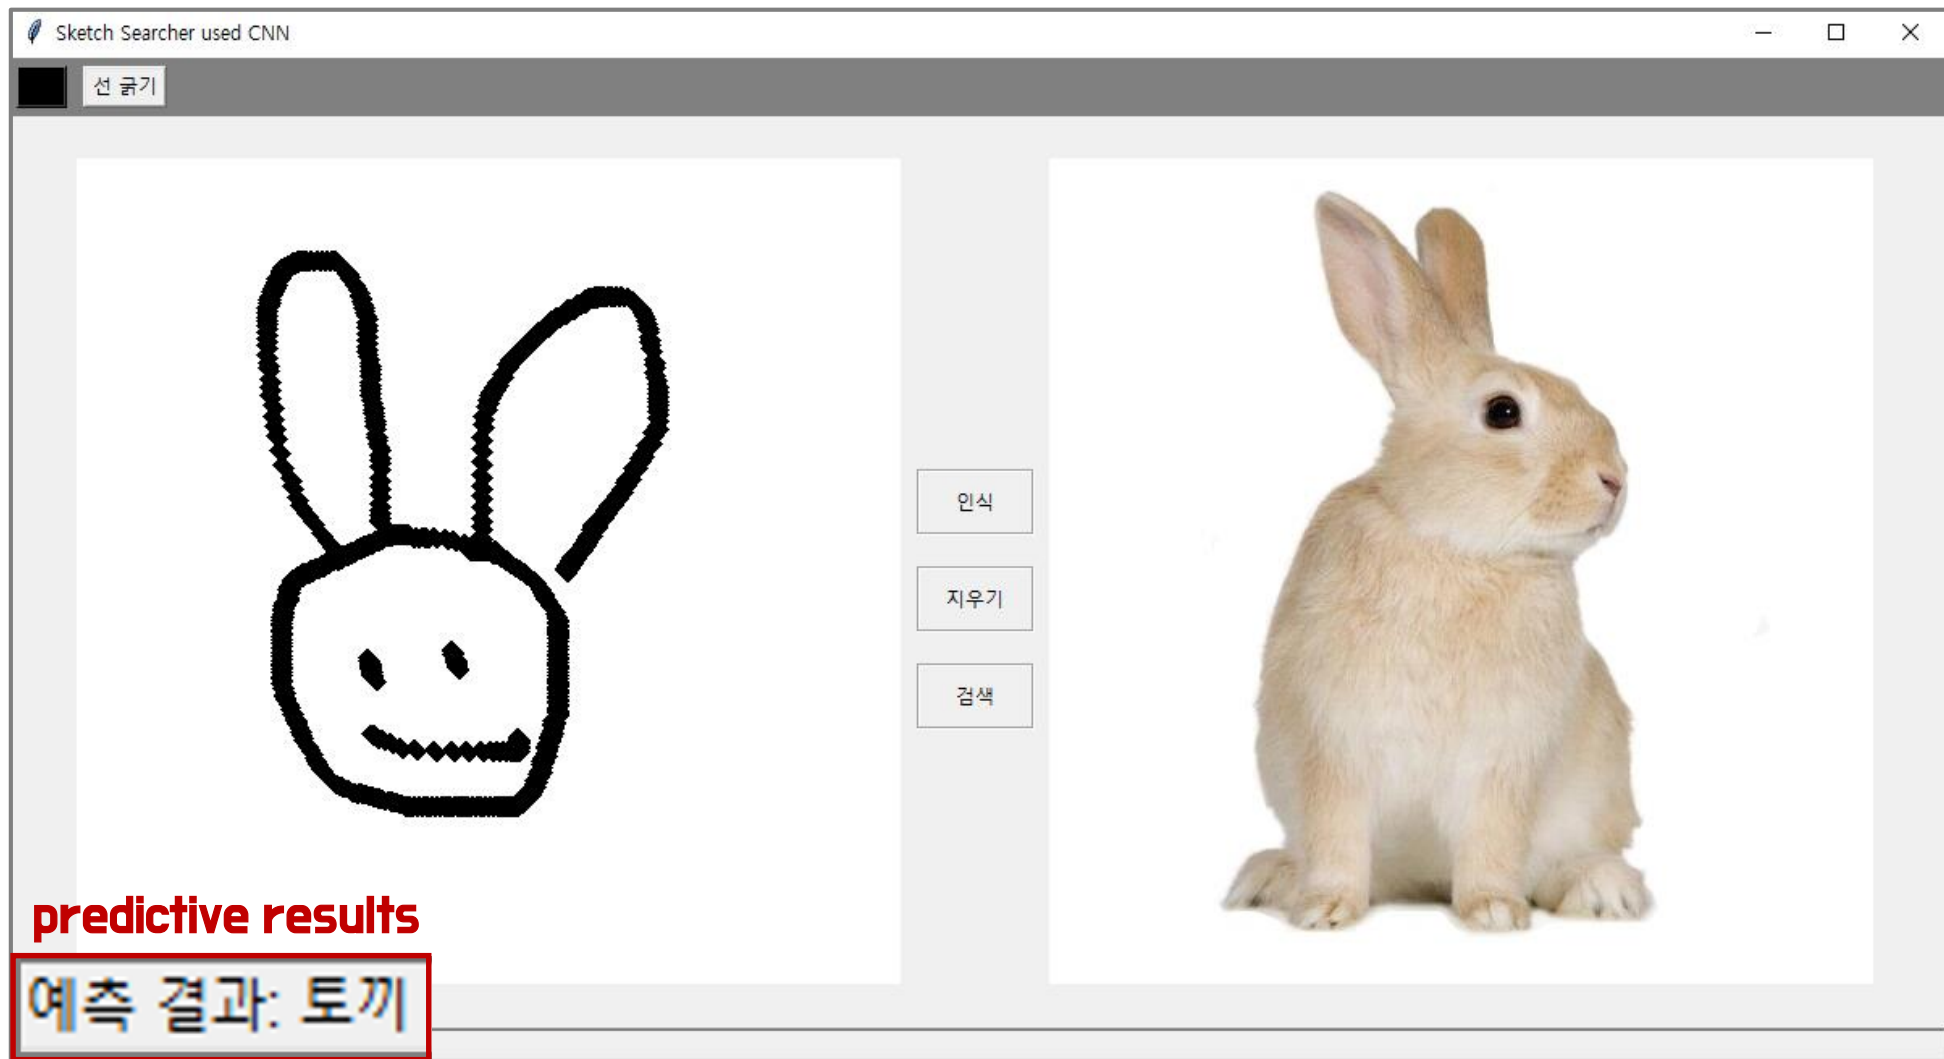 Sketch Searcher used CNN
선 굵기
인식
지우기
검색
predictive results
예측 결과: 토끼